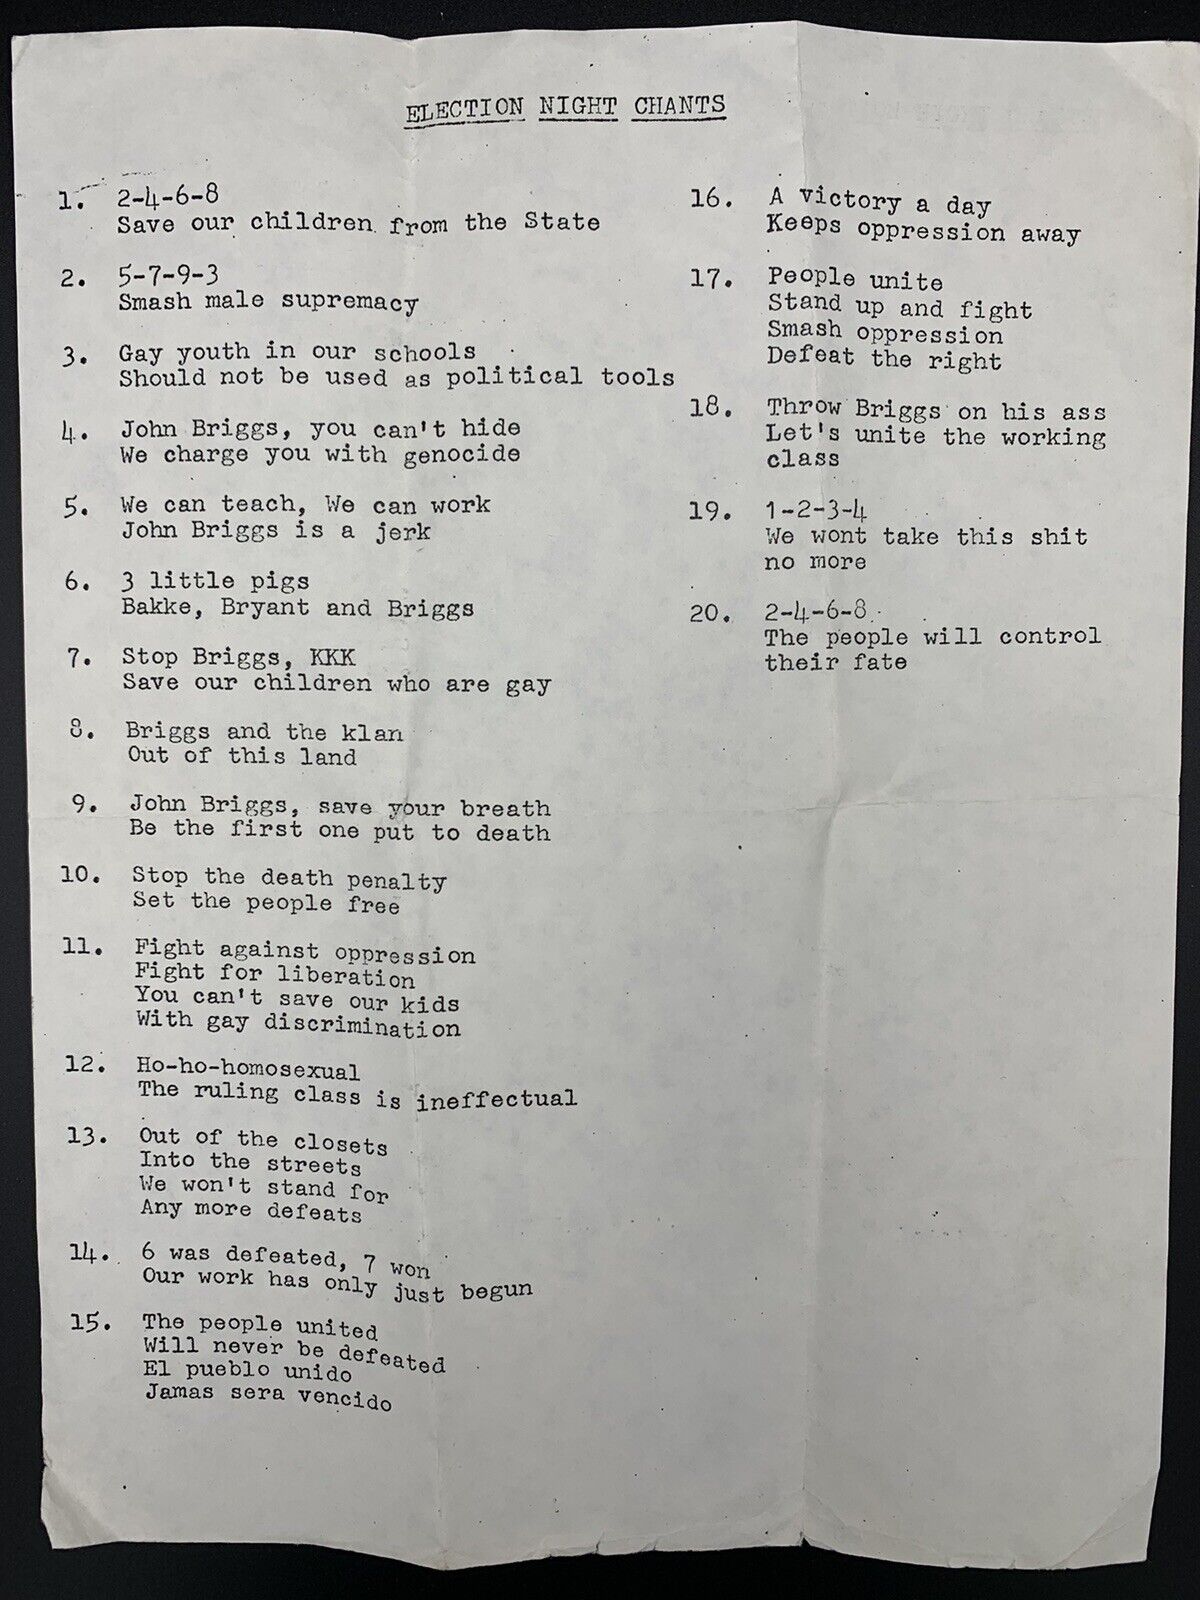 ELECTION NIGHT CHANTS
1. 2-4-6-8
Save our children from the State
2. 5-7-9-3
Smash male supremacy
3. Gay youth in our schools
Should not be used as political tools
4. John Briggs, you can't hide
We charge you with genocide
5. We can teach, We can work
John Briggs is a jerk
6. 3 little pigs
Bakke, Bryant and Briggs
7. Stop Briggs, KKK
Save our children who are gay
8. Briggs and the klan
Out of this land
9. John Briggs, save your breath
Be the first one put to death
10. Stop the death penalty
Set the people free
11. Fight against oppression
Fight for liberation
You can't save our kids
With gay discrimination
12. Ho-ho-homosexual
The ruling class is ineffectual
13. Out of the closets
Into the streets
We won't stand for
Any more defeats
14. 6 was defeated, 7 won
Our work has only just begun
15. The people united
Will never be defeated
El pueblo unido
Jamas sera vencido
16. A victory a day
Keeps oppression away
17. People unite
Stand up and fight
Smash oppression
Defeat the right
18. Throw Briggs on his ass
Let's unite the working
class
19. 1-2-3-4
We wont take this shit
no more
20. 2-4-6-8
The people will control
their fate